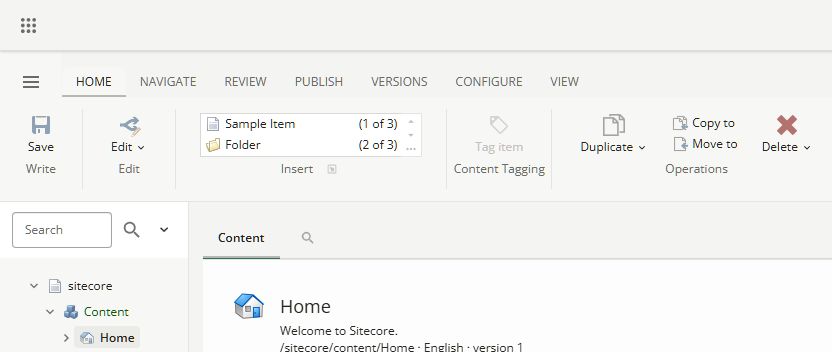 HOME NAVIGATE REVIEW PUBLISH VERSIONS CONFIGURE VIEW
Save
Write
Edit
Edit
Sample Item (1 of 3)
Folder (2 of 3)
...
Insert
Tag item
Content Tagging
Duplicate
Copy to
Move to
Delete
Operations
Search
Content
sitecore
Content
Home
Home
Welcome to Sitecore.
/sitecore/content/Home · English · version 1